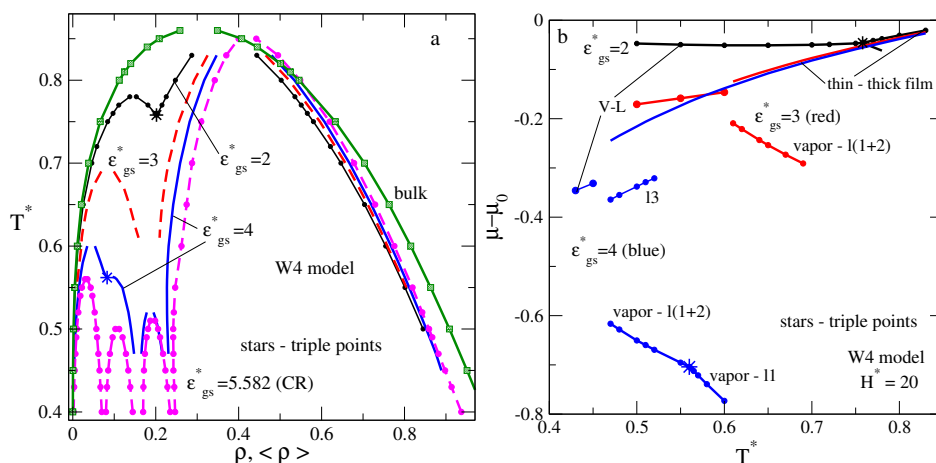 a
0.8
0.7
0.6
0.5
0.4
T*
ε*gs=3
ε*gs=2
ε*gs=4
bulk
W4 model
stars - triple points
ε*gs=5.582 (CR)
0 0.2 0.4 0.6 0.8
ρ, < ρ >
b
-0
-0.2
-0.4
-0.6
-0.8
μ−μ0
ε*gs=2
thin - thick film
V-L
ε*gs=3 (red)
vapor - l(1+2)
l3
ε*gs=4 (blue)
vapor - l(1+2)
stars - triple points
vapor - l1
W4 model
H* = 20
0.4 0.5 0.6 0.7 0.8
T*